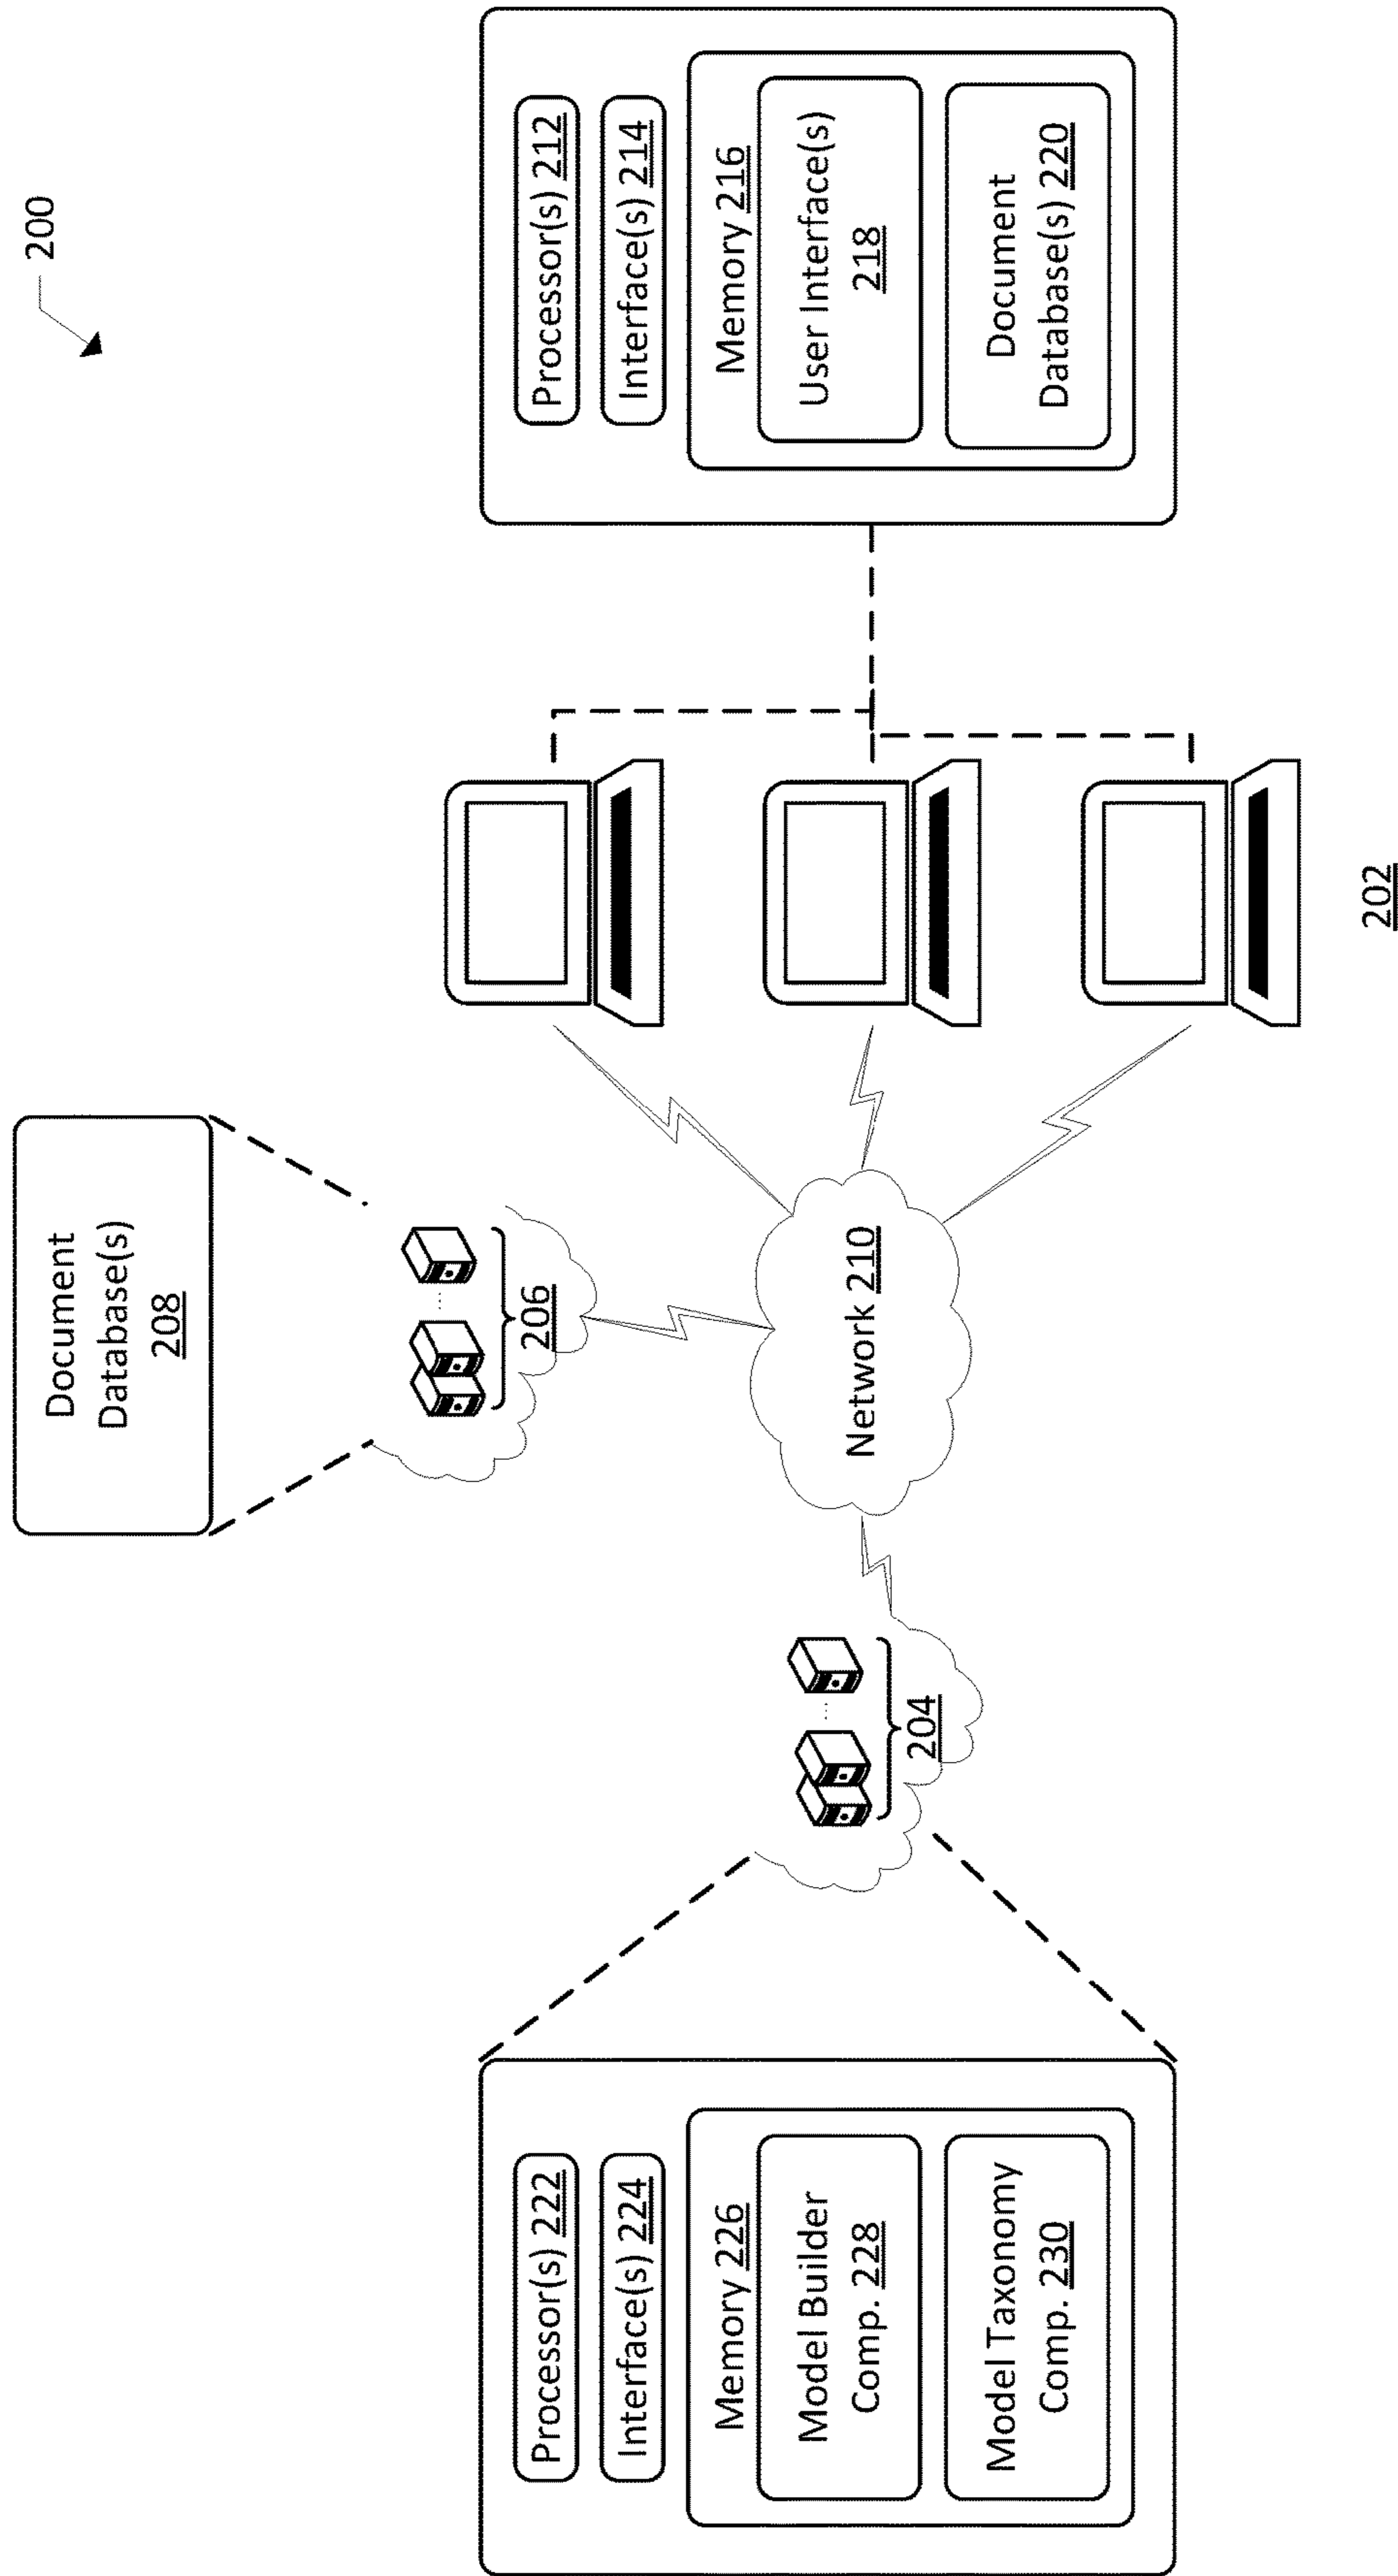 200
Document
Database(s)
208
206
Processor(s) 222
Interface(s) 224
Memory 226
Model Builder
Comp. 228
Model Taxonomy
Comp. 230
204
Network 210
Processor(s) 212
Interface(s) 214
Memory 216
User Interface(s)
218
Document
Database(s) 220
202